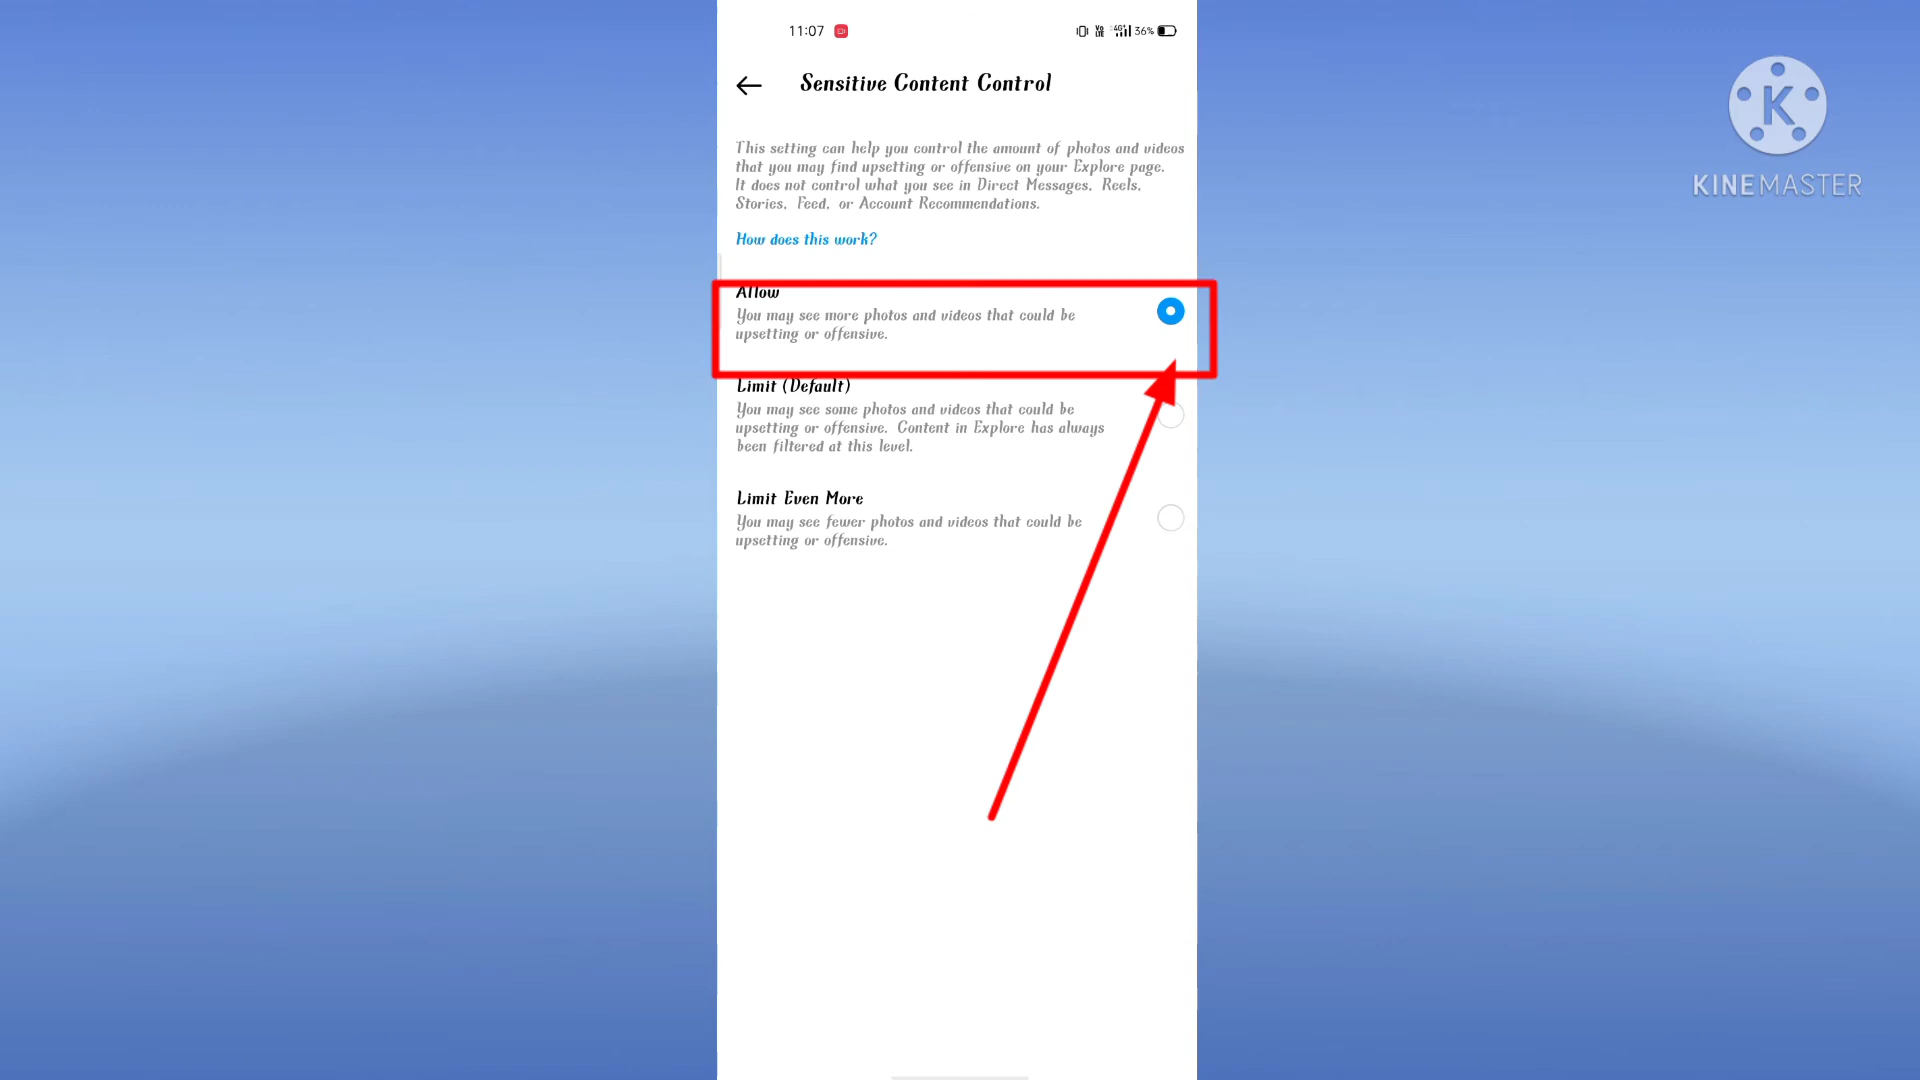 11:07
Vo LTE 4G+ 36%
Sensitive Content Control
This setting can help you control the amount of photos and videos
that you may find upsetting or offensive on your Explore page.
It does not control what you see in Direct Messages, Reels,
Stories, Feed, or Account Recommendations.
How does this work?
Allow
You may see more photos and videos that could be
upsetting or offensive.
Limit (Default)
You may see some photos and videos that could be
upsetting or offensive. Content in Explore has always
been filtered at this level.
Limit Even More
You may see fewer photos and videos that could be
upsetting or offensive.
K
KINEMASTER